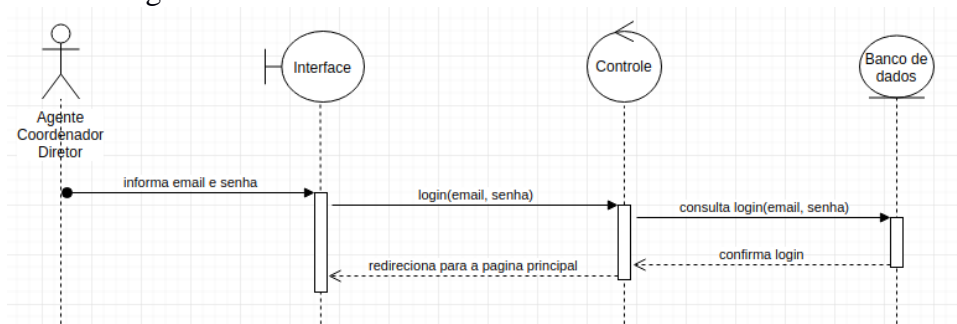 Interface
Controle
Banco de
dados
Agente
Coordenador
Diretor
informa email e senha
login(email, senha)
consulta login(email, senha)
confirma login
redireciona para a pagina principal